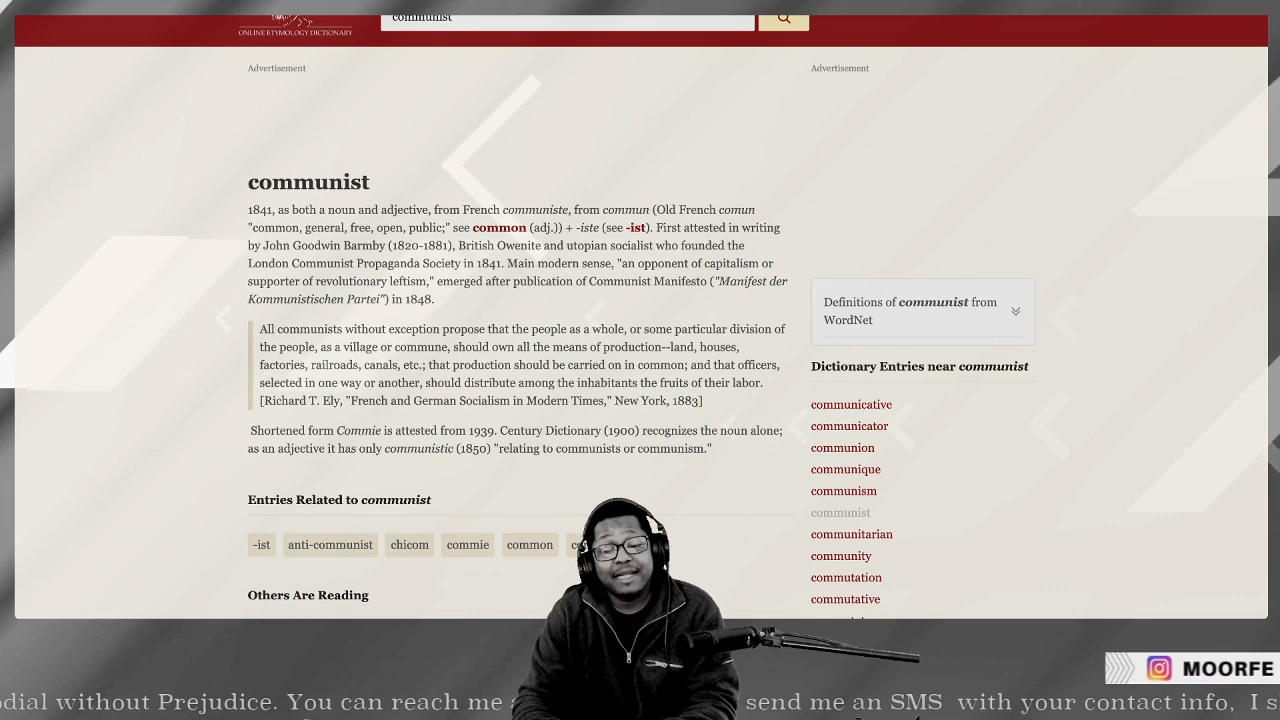 communist
ONLINE ETYMOLOGY DICTIONARY
Advertisement
Advertisement
communist
1841, as both a noun and adjective, from French communiste, from commun (Old French comun
"common, general, free, open, public;" see common (adj.)) + -iste (see -ist). First attested in writing
by John Goodwin Barmby (1820-1881), British Owenite and utopian socialist who founded the
London Communist Propaganda Society in 1841. Main modern sense, "an opponent of capitalism or
supporter of revolutionary leftism," emerged after publication of Communist Manifesto ("Manifest der
Kommunistischen Partei") in 1848.
All communists without exception propose that the people as a whole, or some particular division of
the people, as a village or commune, should own all the means of production--land, houses,
factories, railroads, canals, etc.; that production should be carried on in common; and that officers,
selected in one way or another, should distribute among the inhabitants the fruits of their labor.
[Richard T. Ely, "French and German Socialism in Modern Times," New York, 1883]
Shortened form Commie is attested from 1939. Century Dictionary (1900) recognizes the noun alone;
as an adjective it has only communistic (1850) "relating to communists or communism."
Entries Related to communist
-ist anti-communist chicom commie common
Others Are Reading
Definitions of communist from
WordNet
Dictionary Entries near communist
communicative
communicator
communion
communique
communism
communist
communitarian
community
commutation
commutative
MOORFE
without Prejudice. You can reach me send me an SMS with your contact info, I